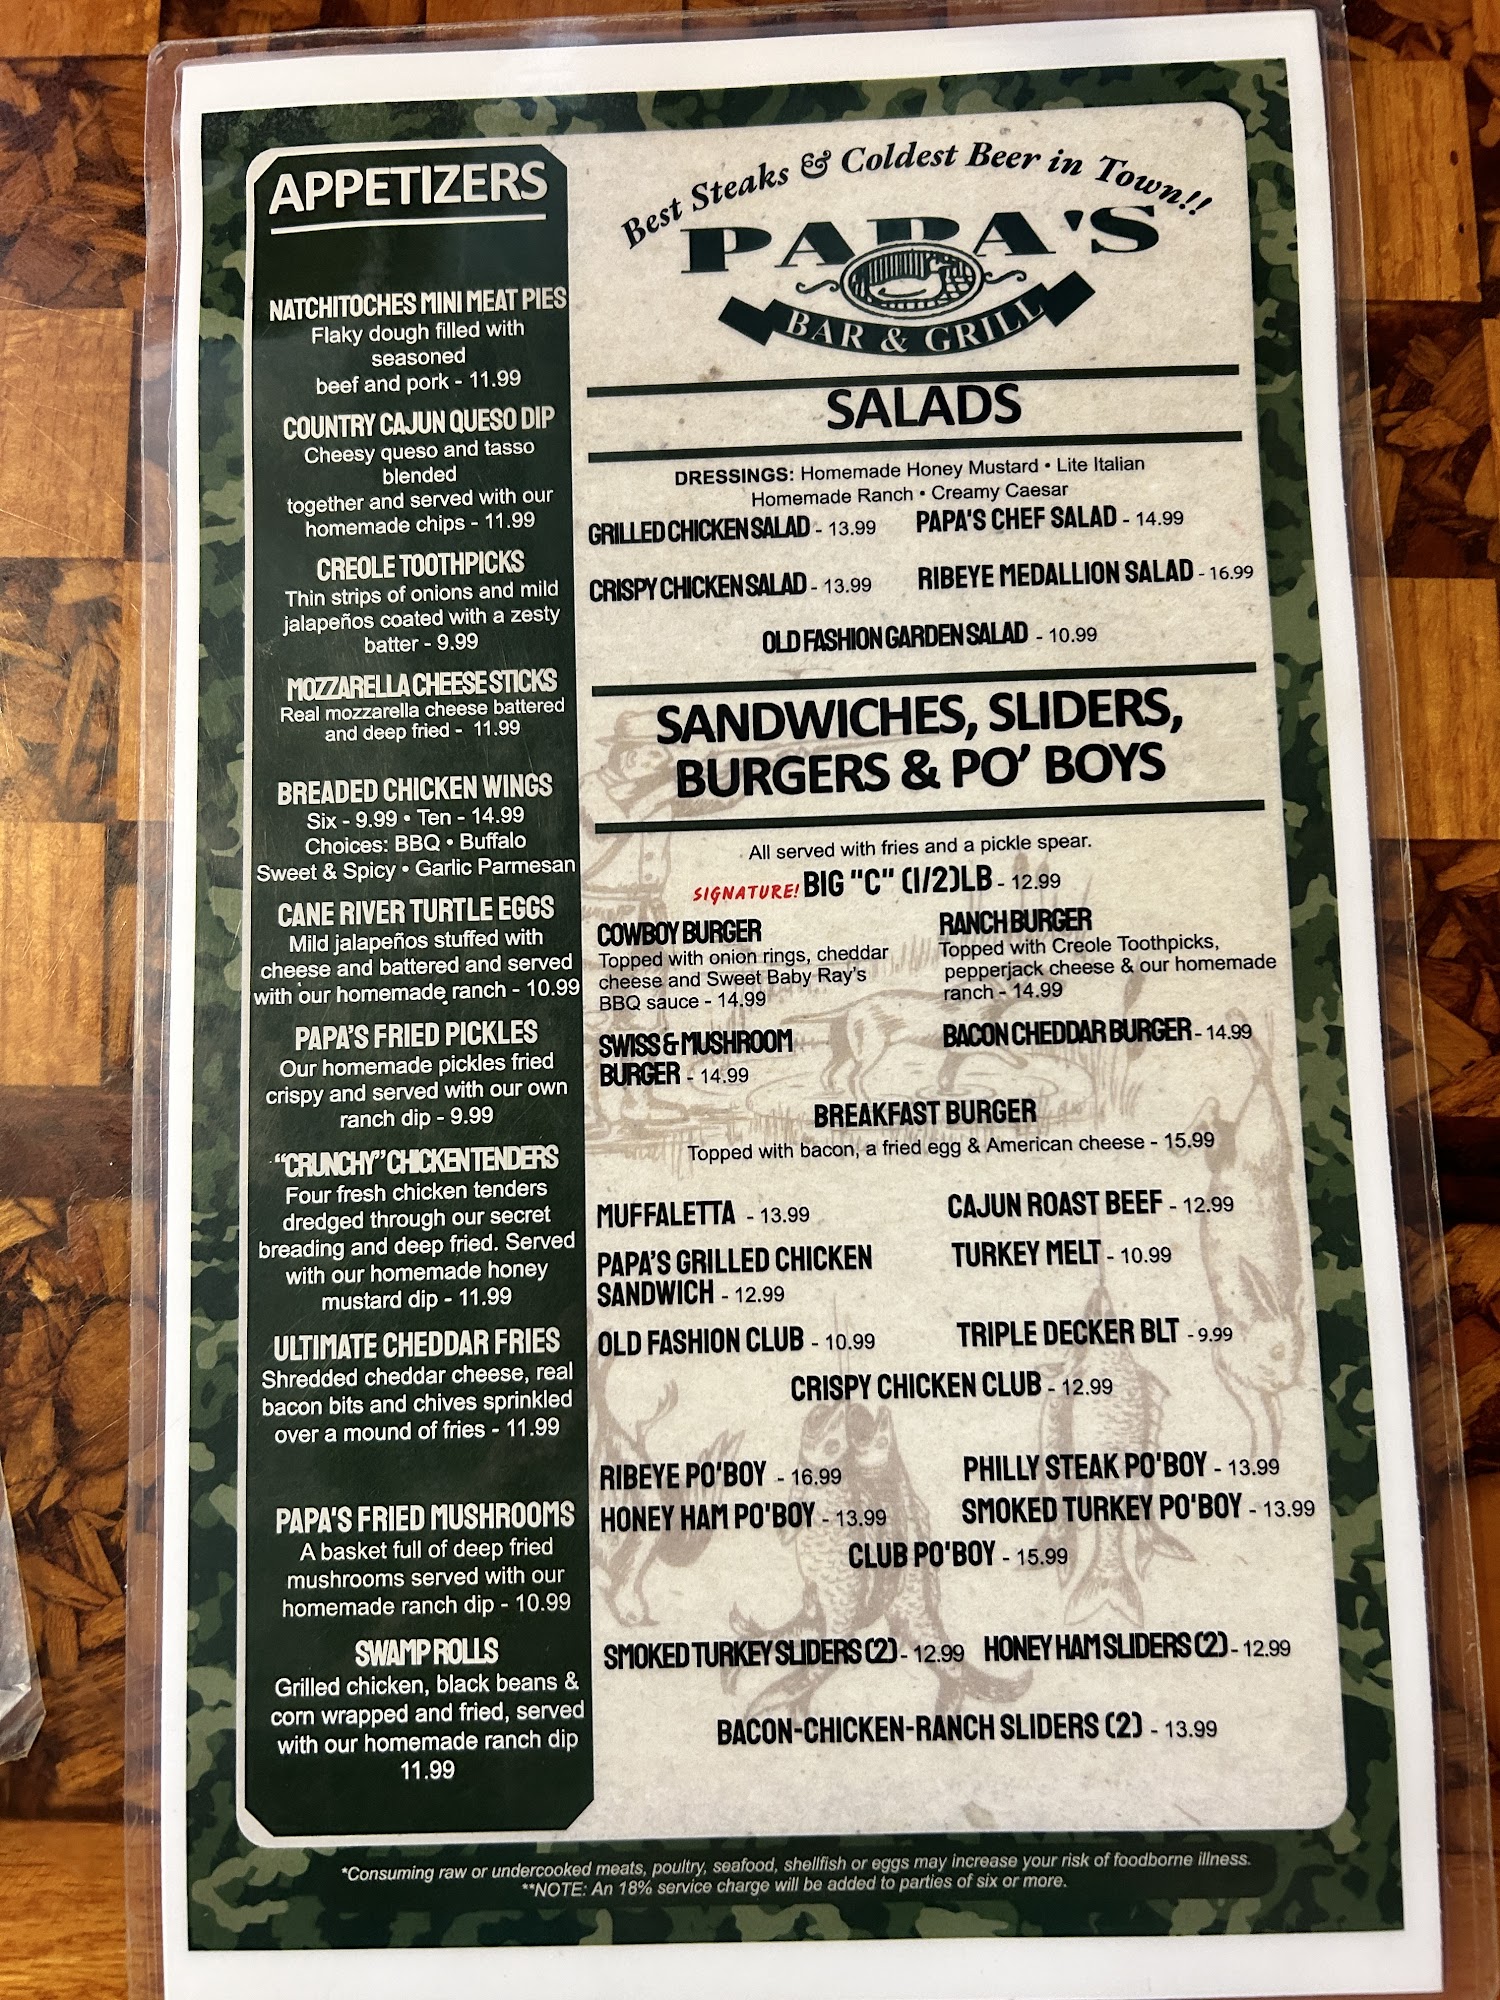 APPETIZERS
NATCHITOCHES MINI MEAT PIES
Flaky dough filled with
seasoned
beef and pork - 11.99
COUNTRY CAJUN QUESO DIP
Cheesy queso and tasso
blended
together and served with our
homemade chips - 11.99
CREOLE TOOTHPICKS
Thin strips of onions and mild
jalapeños coated with a zesty
batter - 9.99
MOZZARELLA CHEESE STICKS
Real mozzarella cheese battered
and deep fried - 11.99
BREADED CHICKEN WINGS
Six - 9.99 • Ten - 14.99
Choices: BBQ • Buffalo
Sweet & Spicy • Garlic Parmesan
CANE RIVER TURTLE EGGS
Mild jalapeños stuffed with
cheese and battered and served
with our homemade ranch - 10.99
PAPA'S FRIED PICKLES
Our homemade pickles fried
crispy and served with our own
ranch dip - 9.99
“CRUNCHY” CHICKEN TENDERS
Four fresh chicken tenders
dredged through our secret
breading and deep fried. Served
with our homemade honey
mustard dip - 11.99
ULTIMATE CHEDDAR FRIES
Shredded cheddar cheese, real
bacon bits and chives sprinkled
over a mound of fries - 11.99
PAPA'S FRIED MUSHROOMS
A basket full of deep fried
mushrooms served with our
homemade ranch dip - 10.99
SWAMP ROLLS
Grilled chicken, black beans &
corn wrapped and fried, served
with our homemade ranch dip
11.99
Best Steaks & Coldest Beer in Town!!
PAPA'S
BAR & GRILL
SALADS
DRESSINGS: Homemade Honey Mustard • Lite Italian
Homemade Ranch • Creamy Caesar
GRILLED CHICKEN SALAD - 13.99 PAPA'S CHEF SALAD - 14.99
CRISPY CHICKEN SALAD - 13.99 RIBEYE MEDALLION SALAD - 16.99
OLD FASHION GARDEN SALAD - 10.99
SANDWICHES, SLIDERS,
BURGERS & PO' BOYS
All served with fries and a pickle spear.
SIGNATURE! BIG "C" (1/2)LB - 12.99
COWBOY BURGER
Topped with onion rings, cheddar
cheese and Sweet Baby Ray's
BBQ sauce - 14.99
RANCH BURGER
Topped with Creole Toothpicks,
pepperjack cheese & our homemade
ranch - 14.99
SWISS & MUSHROOM
BURGER - 14.99
BACON CHEDDAR BURGER - 14.99
BREAKFAST BURGER
Topped with bacon, a fried egg & American cheese - 15.99
MUFFALETTA - 13.99 CAJUN ROAST BEEF - 12.99
PAPA'S GRILLED CHICKEN
SANDWICH - 12.99
TURKEY MELT - 10.99
OLD FASHION CLUB - 10.99 TRIPLE DECKER BLT - 9.99
CRISPY CHICKEN CLUB - 12.99
RIBEYE PO'BOY - 16.99 PHILLY STEAK PO'BOY - 13.99
HONEY HAM PO'BOY - 13.99 SMOKED TURKEY PO'BOY - 13.99
CLUB PO'BOY - 15.99
SMOKED TURKEY SLIDERS (2) - 12.99 HONEY HAM SLIDERS (2) - 12.99
BACON-CHICKEN-RANCH SLIDERS (2) - 13.99
*Consuming raw or undercooked meats, poultry, seafood, shellfish or eggs may increase your risk of foodborne illness.
**NOTE: An 18% service charge will be added to parties of six or more.